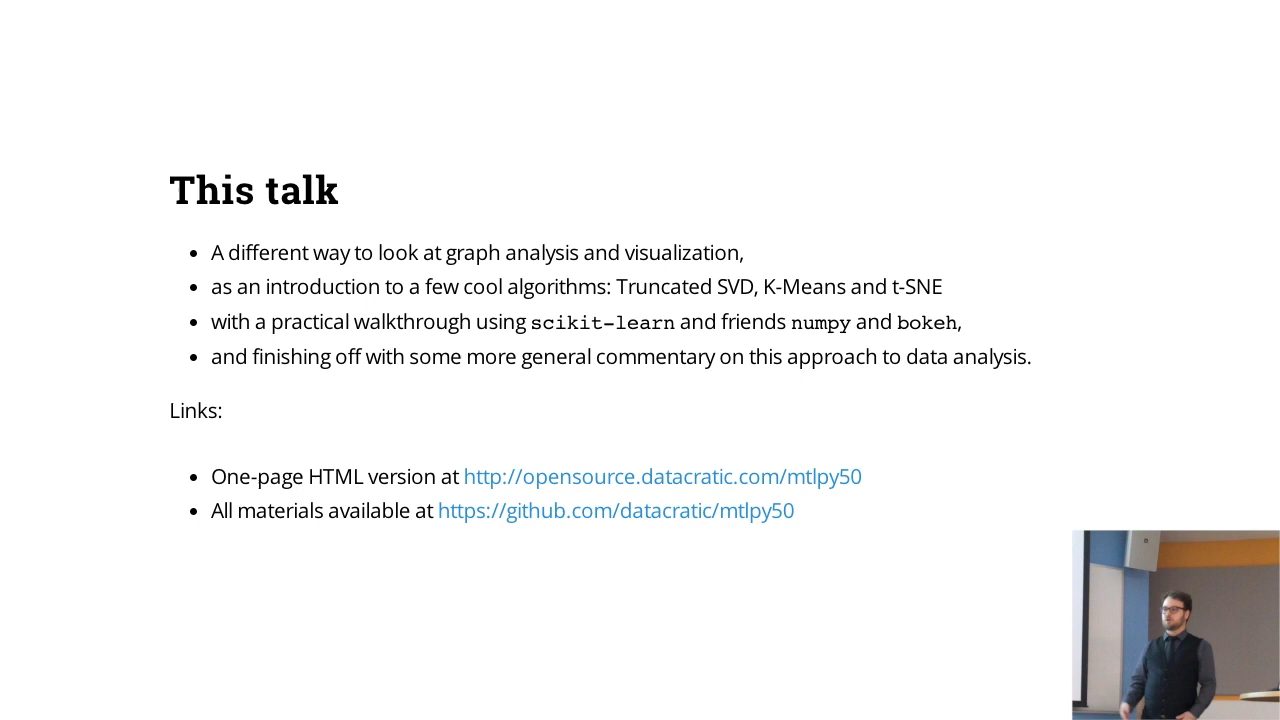 This talk
• A different way to look at graph analysis and visualization,
• as an introduction to a few cool algorithms: Truncated SVD, K-Means and t-SNE
• with a practical walkthrough using scikit-learn and friends numpy and bokeh,
• and finishing off with some more general commentary on this approach to data analysis.
Links:
• One-page HTML version at http://opensource.datacratic.com/mtlpy50
• All materials available at https://github.com/datacratic/mtlpy50